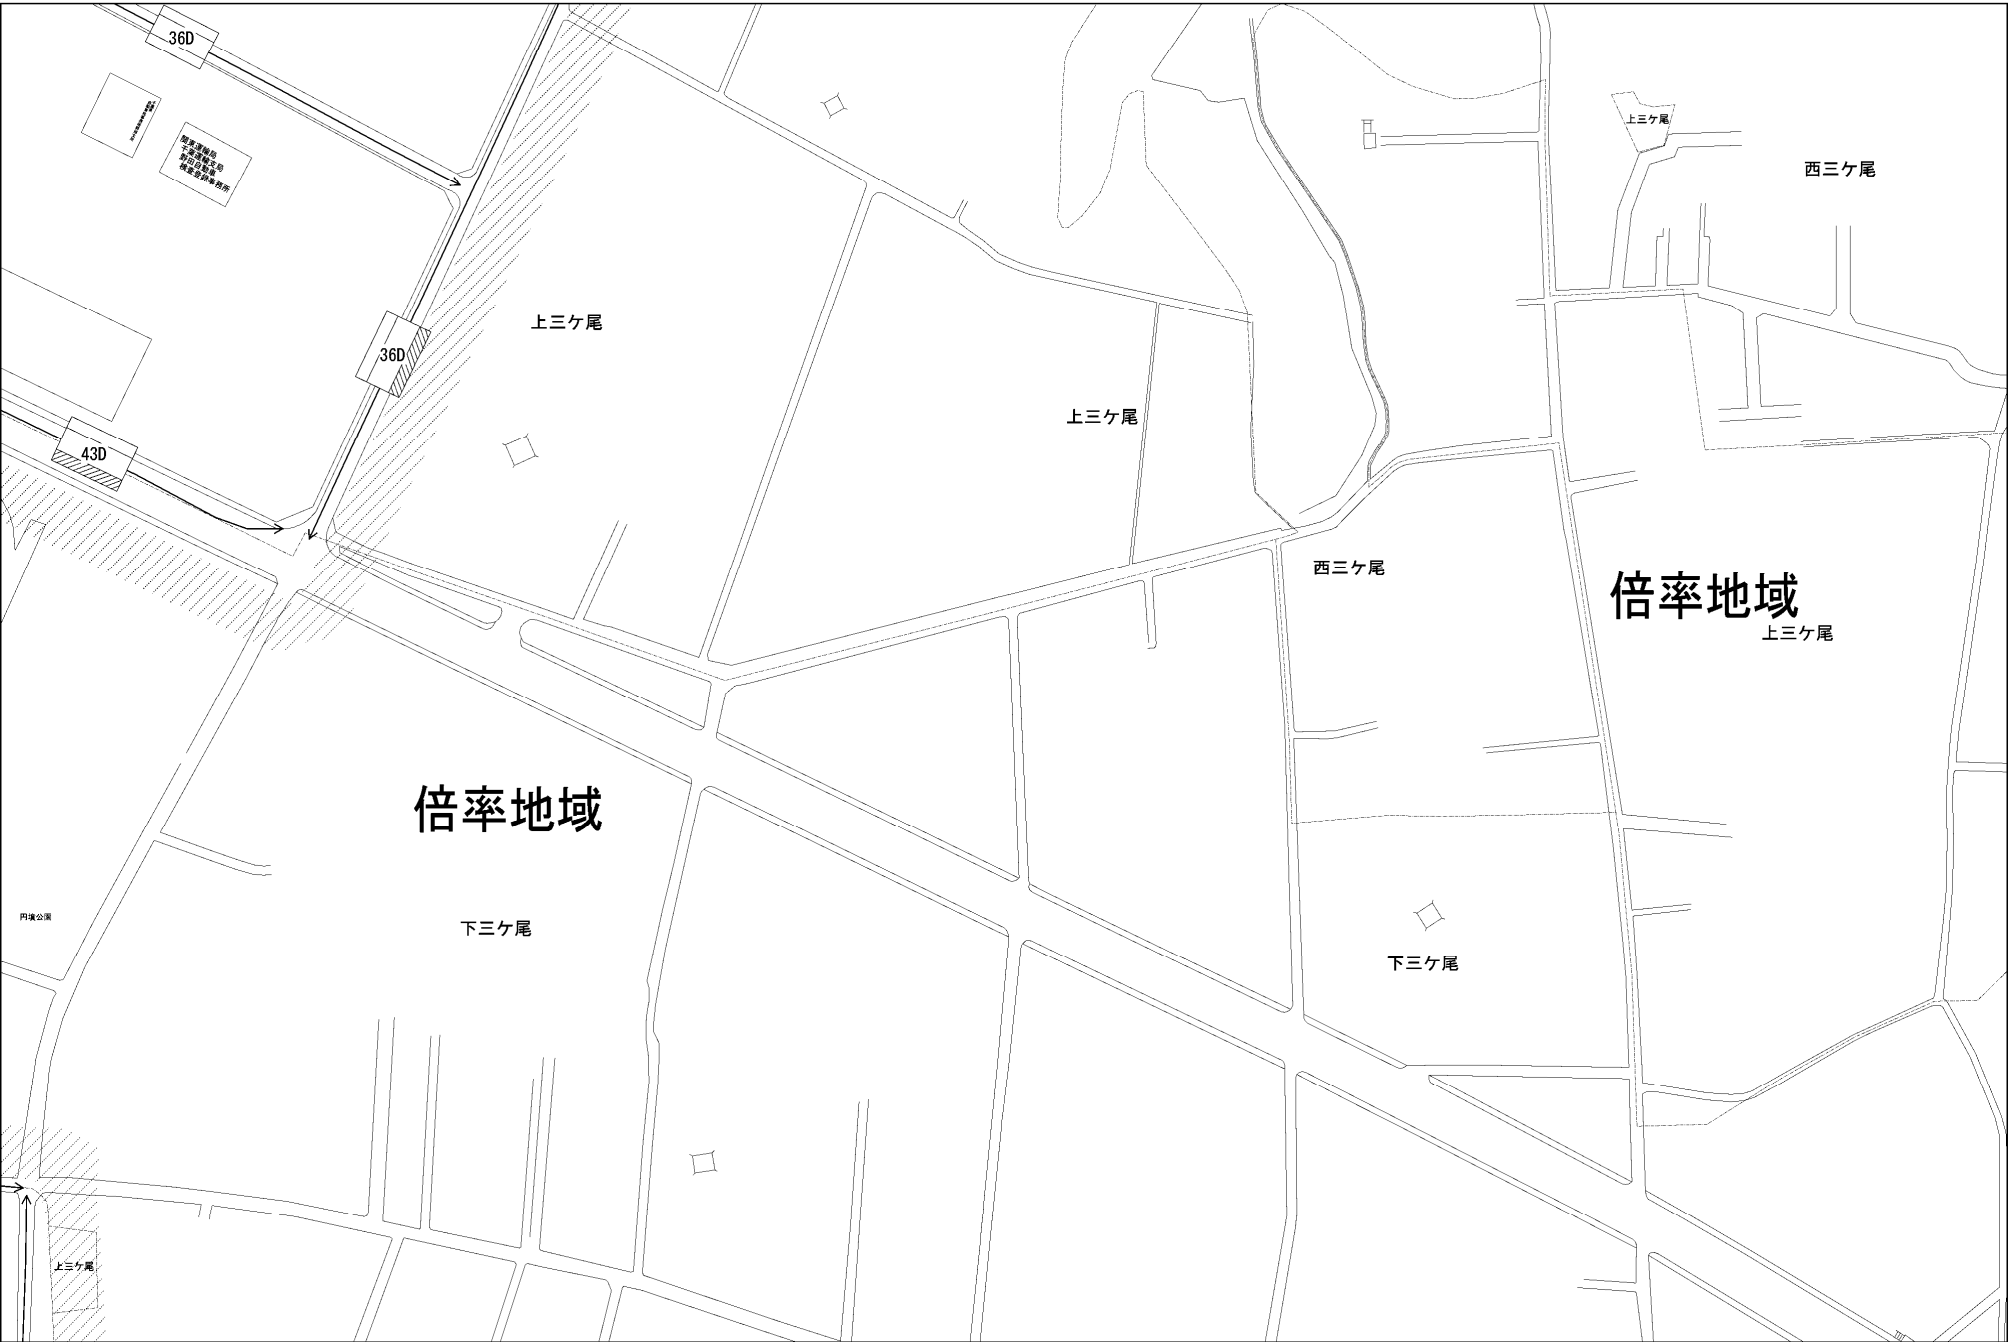 36D
関東運輸局
千葉運輸支局
野田自動車
検査登録事務所
上三ケ尾
西三ケ尾
上三ケ尾
36D
上三ケ尾
43D
西三ケ尾
倍率地域
上三ケ尾
倍率地域
円墳公園
下三ケ尾
下三ケ尾
上三ケ尾